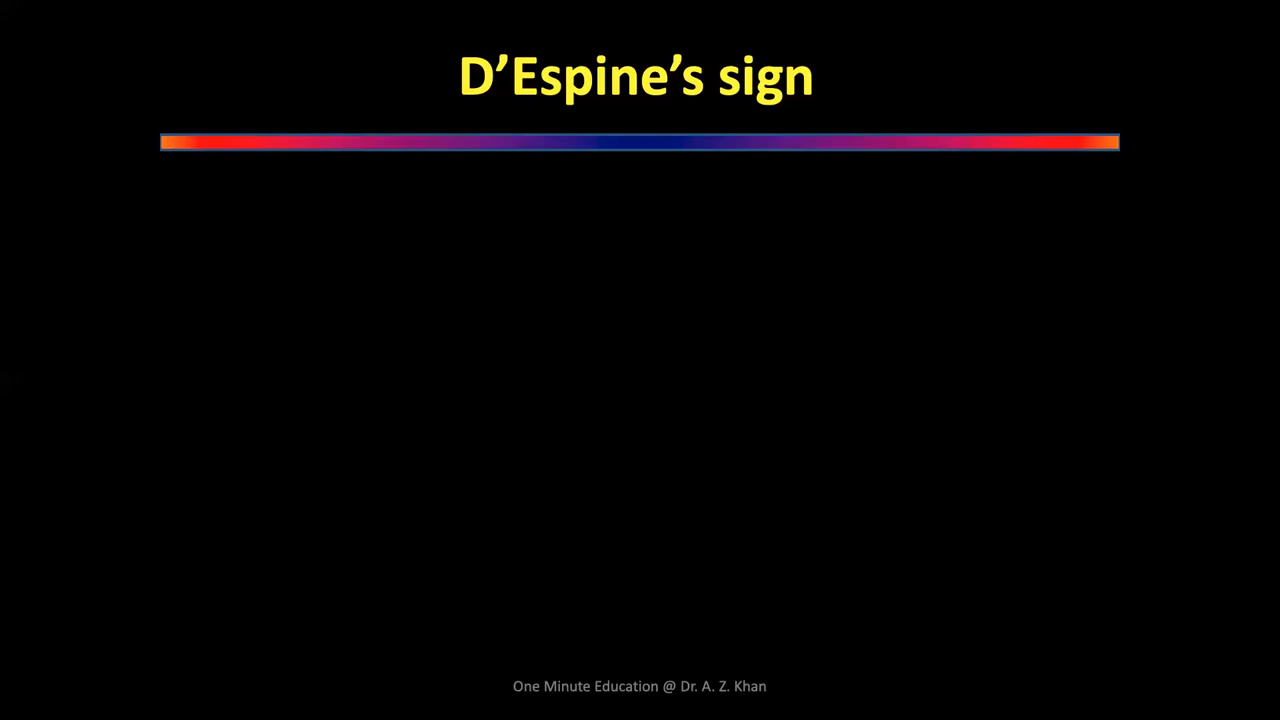 D’Espine’s sign
One Minute Education @ Dr. A. Z. Khan